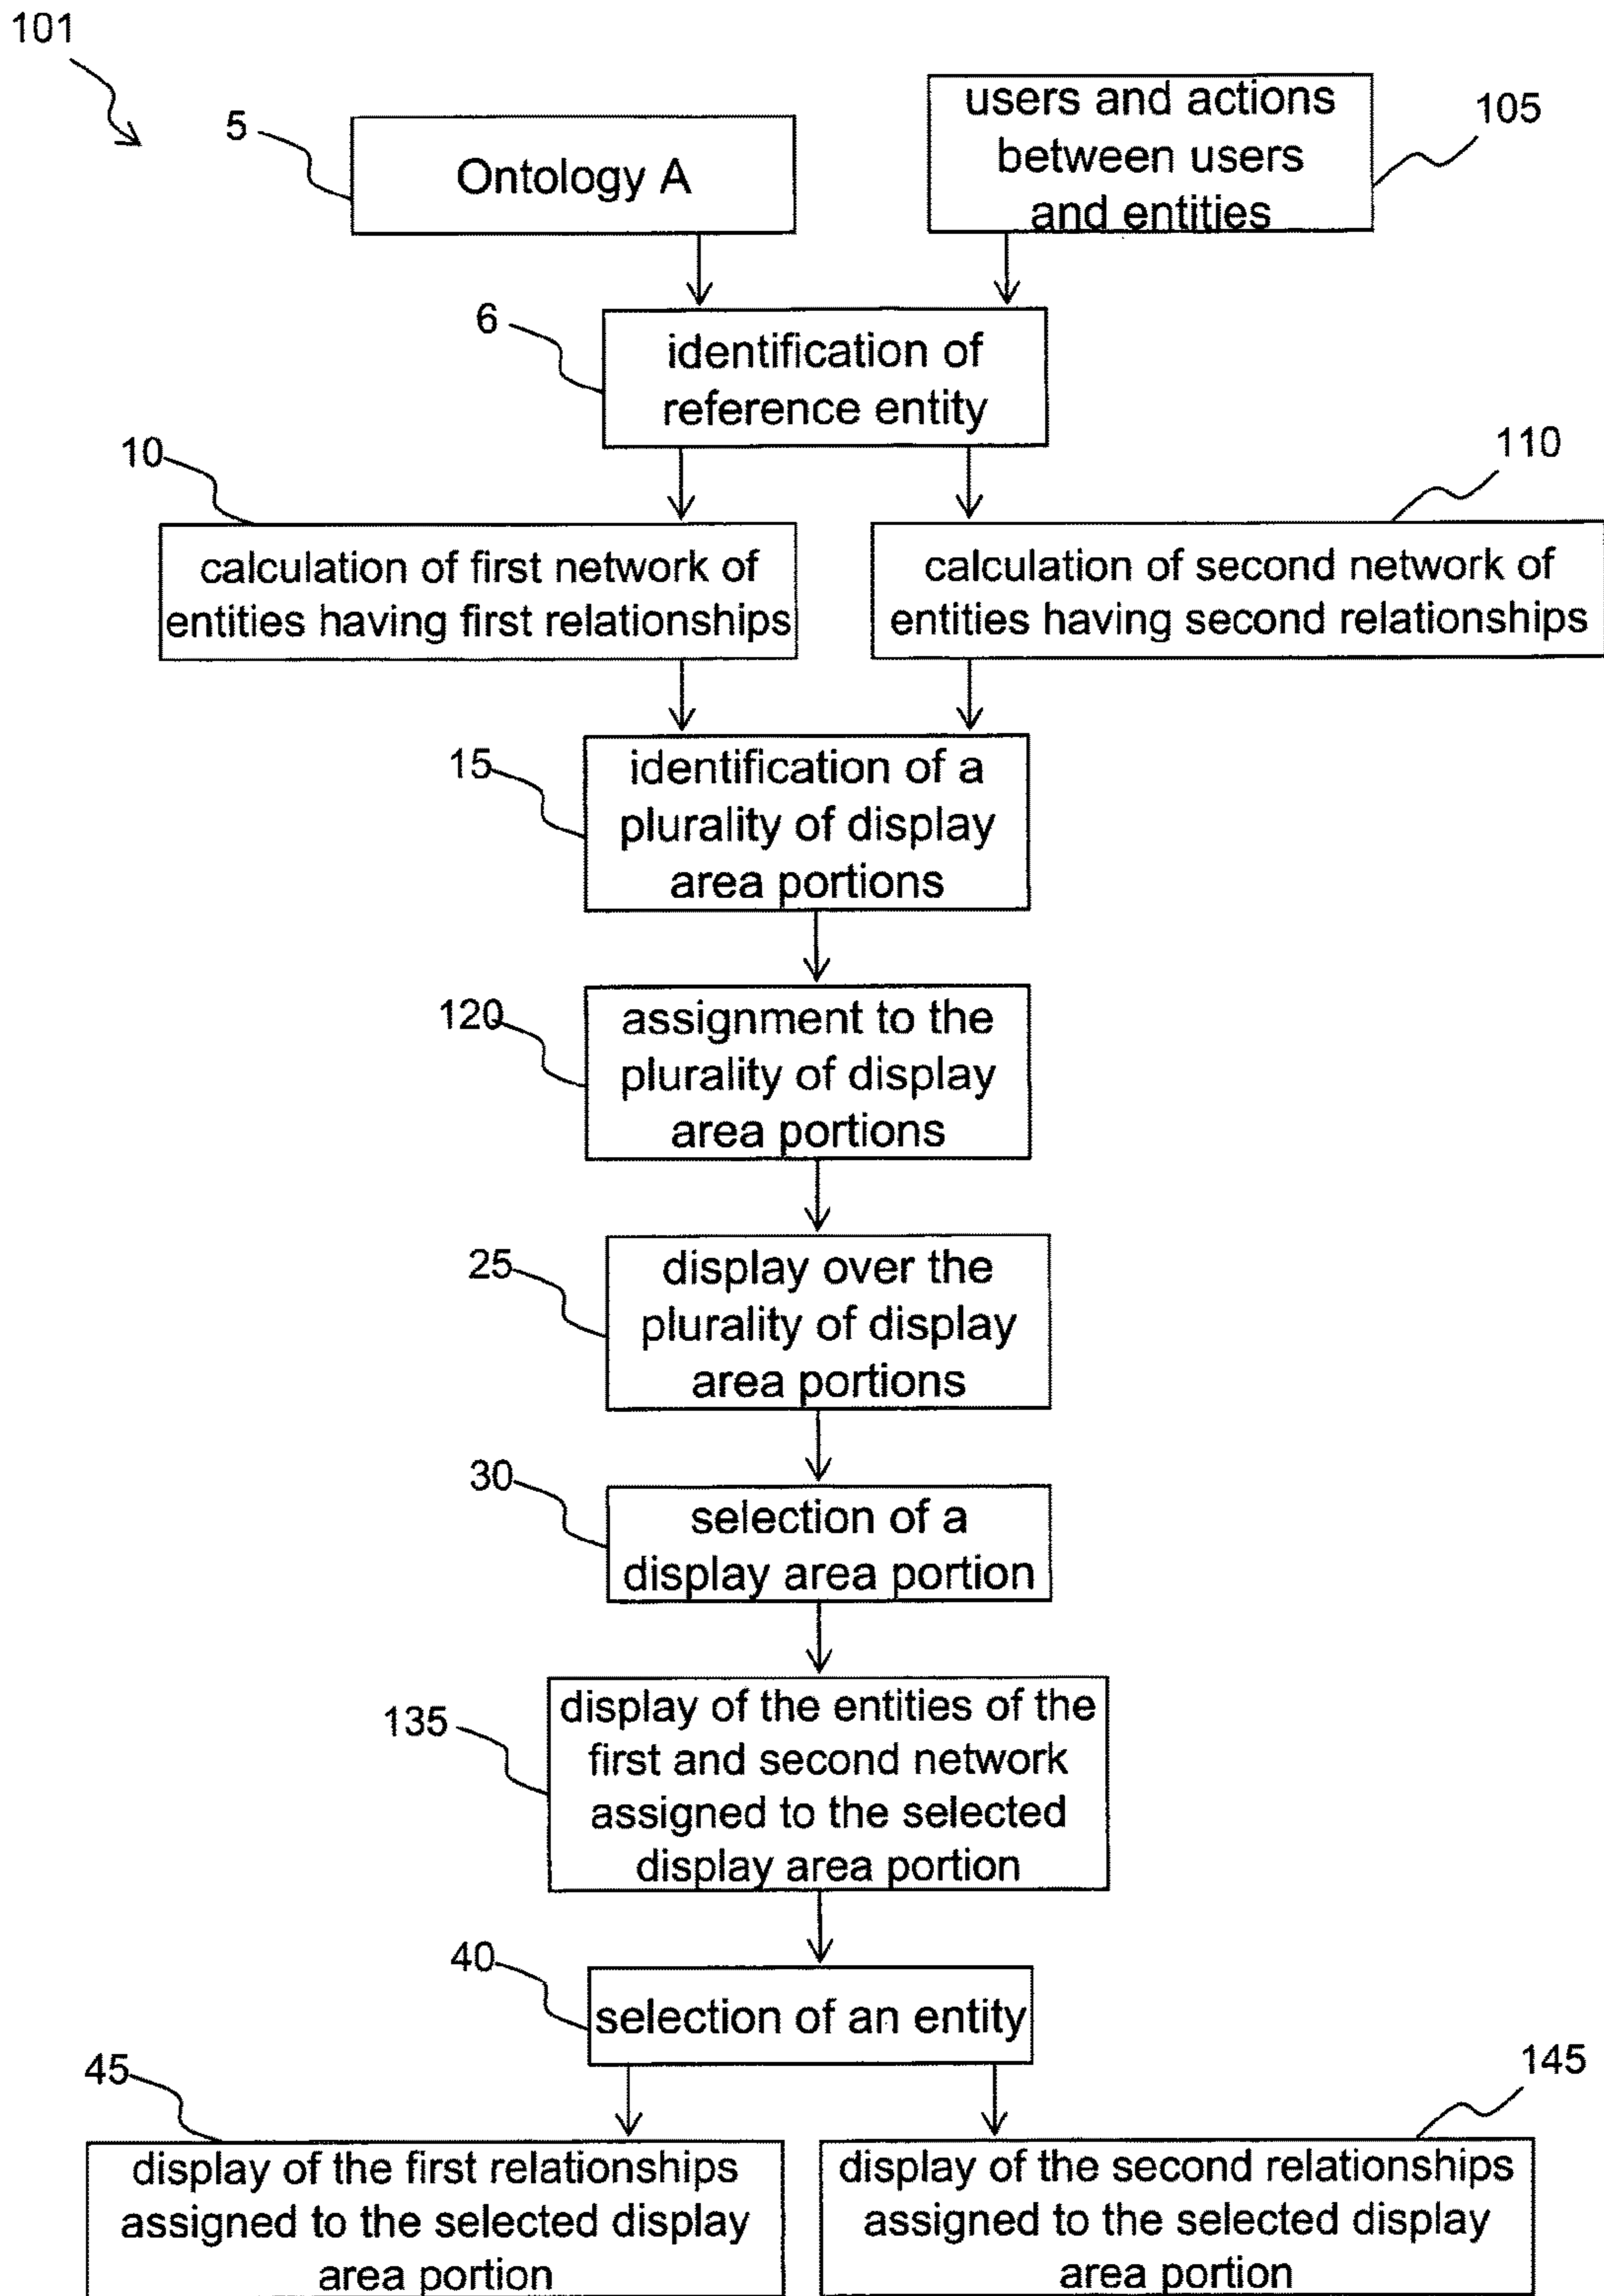 101
5
Ontology A
users and actions
between users
and entities
105
6
identification of
reference entity
10
110
calculation of first network of
entities having first relationships
calculation of second network of
entities having second relationships
15
identification of a
plurality of display
area portions
120
assignment to the
plurality of display
area portions
25
display over the
plurality of display
area portions
30
selection of a
display area portion
135
display of the entities of the
first and second network
assigned to the selected
display area portion
40
selection of an entity
45
145
display of the first relationships
assigned to the selected display
area portion
display of the second relationships
assigned to the selected display
area portion